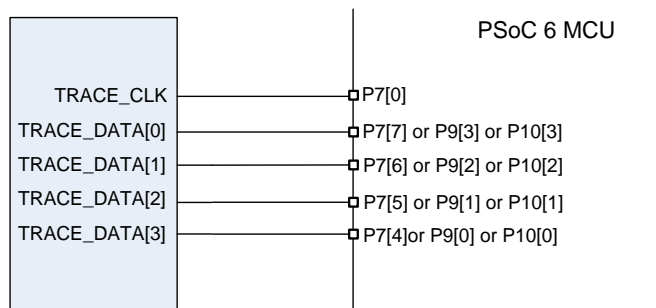 PSoC 6 MCU
TRACE_CLK P7[0]
TRACE_DATA[0] P7[7] or P9[3] or P10[3]
TRACE_DATA[1] P7[6] or P9[2] or P10[2]
TRACE_DATA[2] P7[5] or P9[1] or P10[1]
TRACE_DATA[3] P7[4]or P9[0] or P10[0]